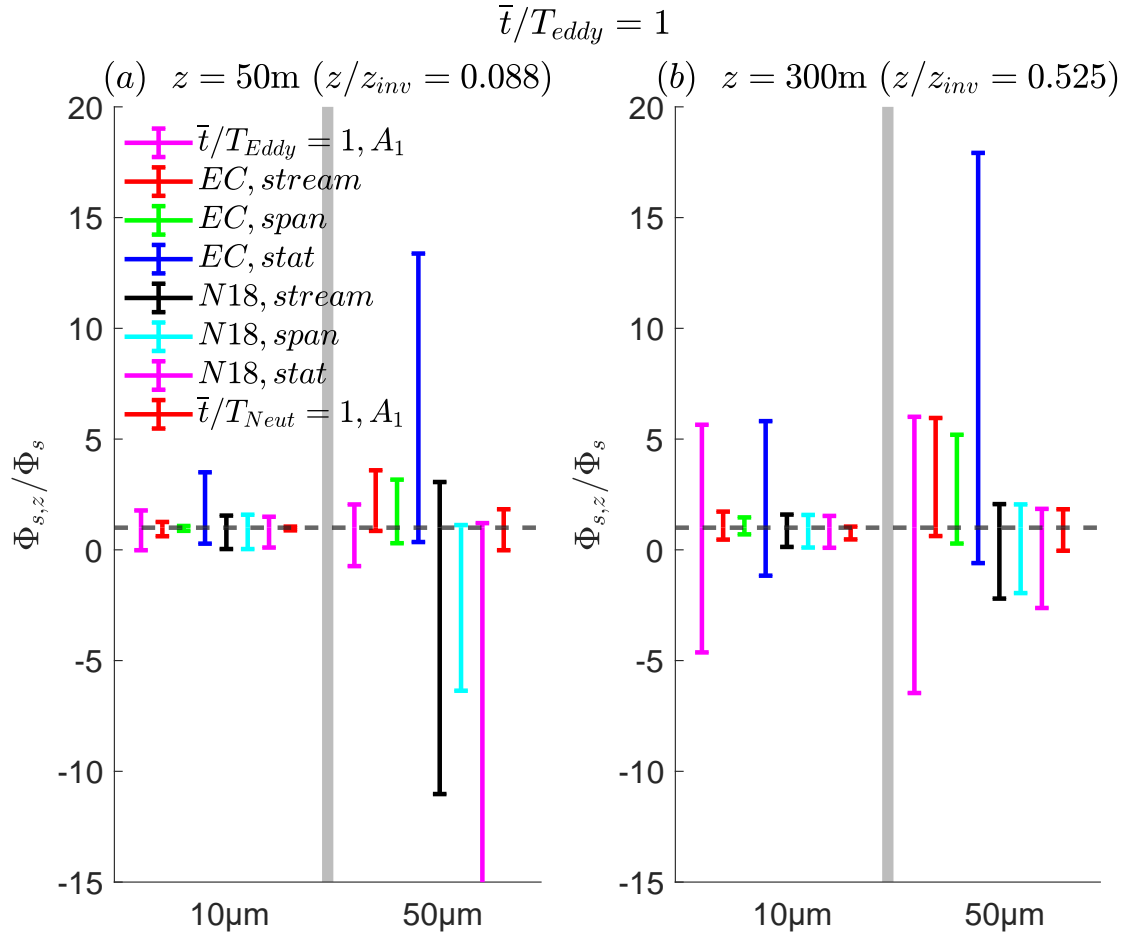 t̄/T_eddy = 1
(a) z = 50m (z/z_inv = 0.088)
20
15
10
5
0
-5
-10
-15
Φ_s,z/Φ_s
t̄/T_Eddy = 1, A_1
EC, stream
EC, span
EC, stat
N18, stream
N18, span
N18, stat
t̄/T_Neut = 1, A_1
10μm
50μm
(b) z = 300m (z/z_inv = 0.525)
20
15
10
5
0
-5
-10
-15
Φ_s,z/Φ_s
10μm
50μm